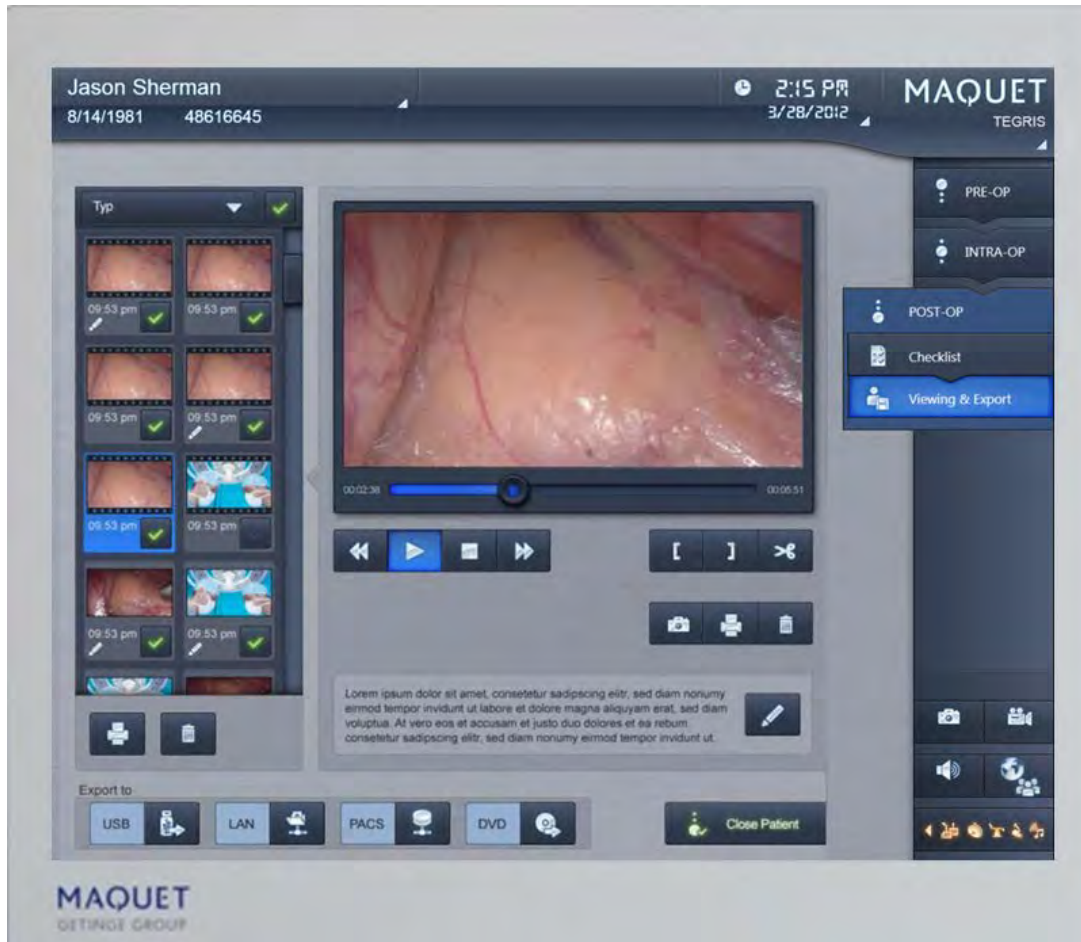 Jason Sherman
8/14/1981 48616645
2:15 PM
3/28/2012
MAQUET
TEGRIS
Typ
09:53 pm 09:53 pm
09:53 pm 09:53 pm
09:53 pm 09:53 pm
09:53 pm 09:53 pm
00:02:38 00:05:51
[ ]
Lorem ipsum dolor sit amet, consetetur sadipscing elitr, sed diam nonumy
eirmod tempor invidunt ut labore et dolore magna aliquyam erat, sed diam
voluptua. At vero eos et accusam et justo duo dolores et ea rebum.
consetetur sadipscing elitr, sed diam nonumy eirmod tempor invidunt ut
PRE-OP
INTRA-OP
POST-OP
Checklist
Viewing & Export
Export to
USB LAN PACS DVD
Close Patient
MAQUET
GETINGE GROUP